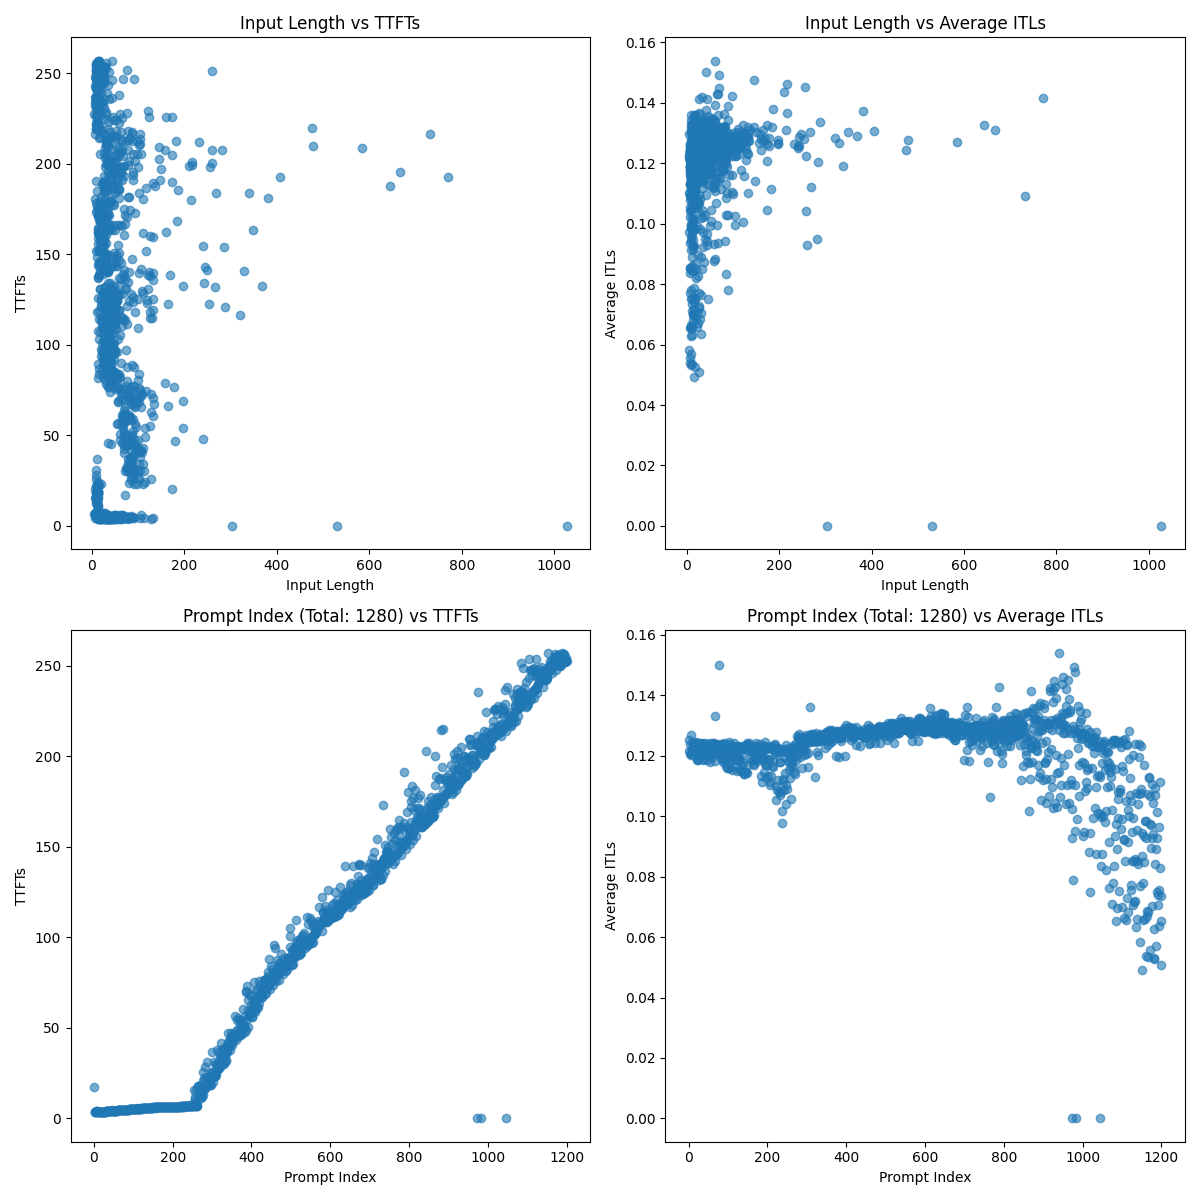 Input Length vs TTFTs
TTFTs
250
200
150
100
50
0
0 200 400 600 800 1000
Input Length
Input Length vs Average ITLs
Average ITLs
0.16
0.14
0.12
0.10
0.08
0.06
0.04
0.02
0.00
0 200 400 600 800 1000
Input Length
Prompt Index (Total: 1280) vs TTFTs
TTFTs
250
200
150
100
50
0
0 200 400 600 800 1000 1200
Prompt Index
Prompt Index (Total: 1280) vs Average ITLs
Average ITLs
0.16
0.14
0.12
0.10
0.08
0.06
0.04
0.02
0.00
0 200 400 600 800 1000 1200
Prompt Index